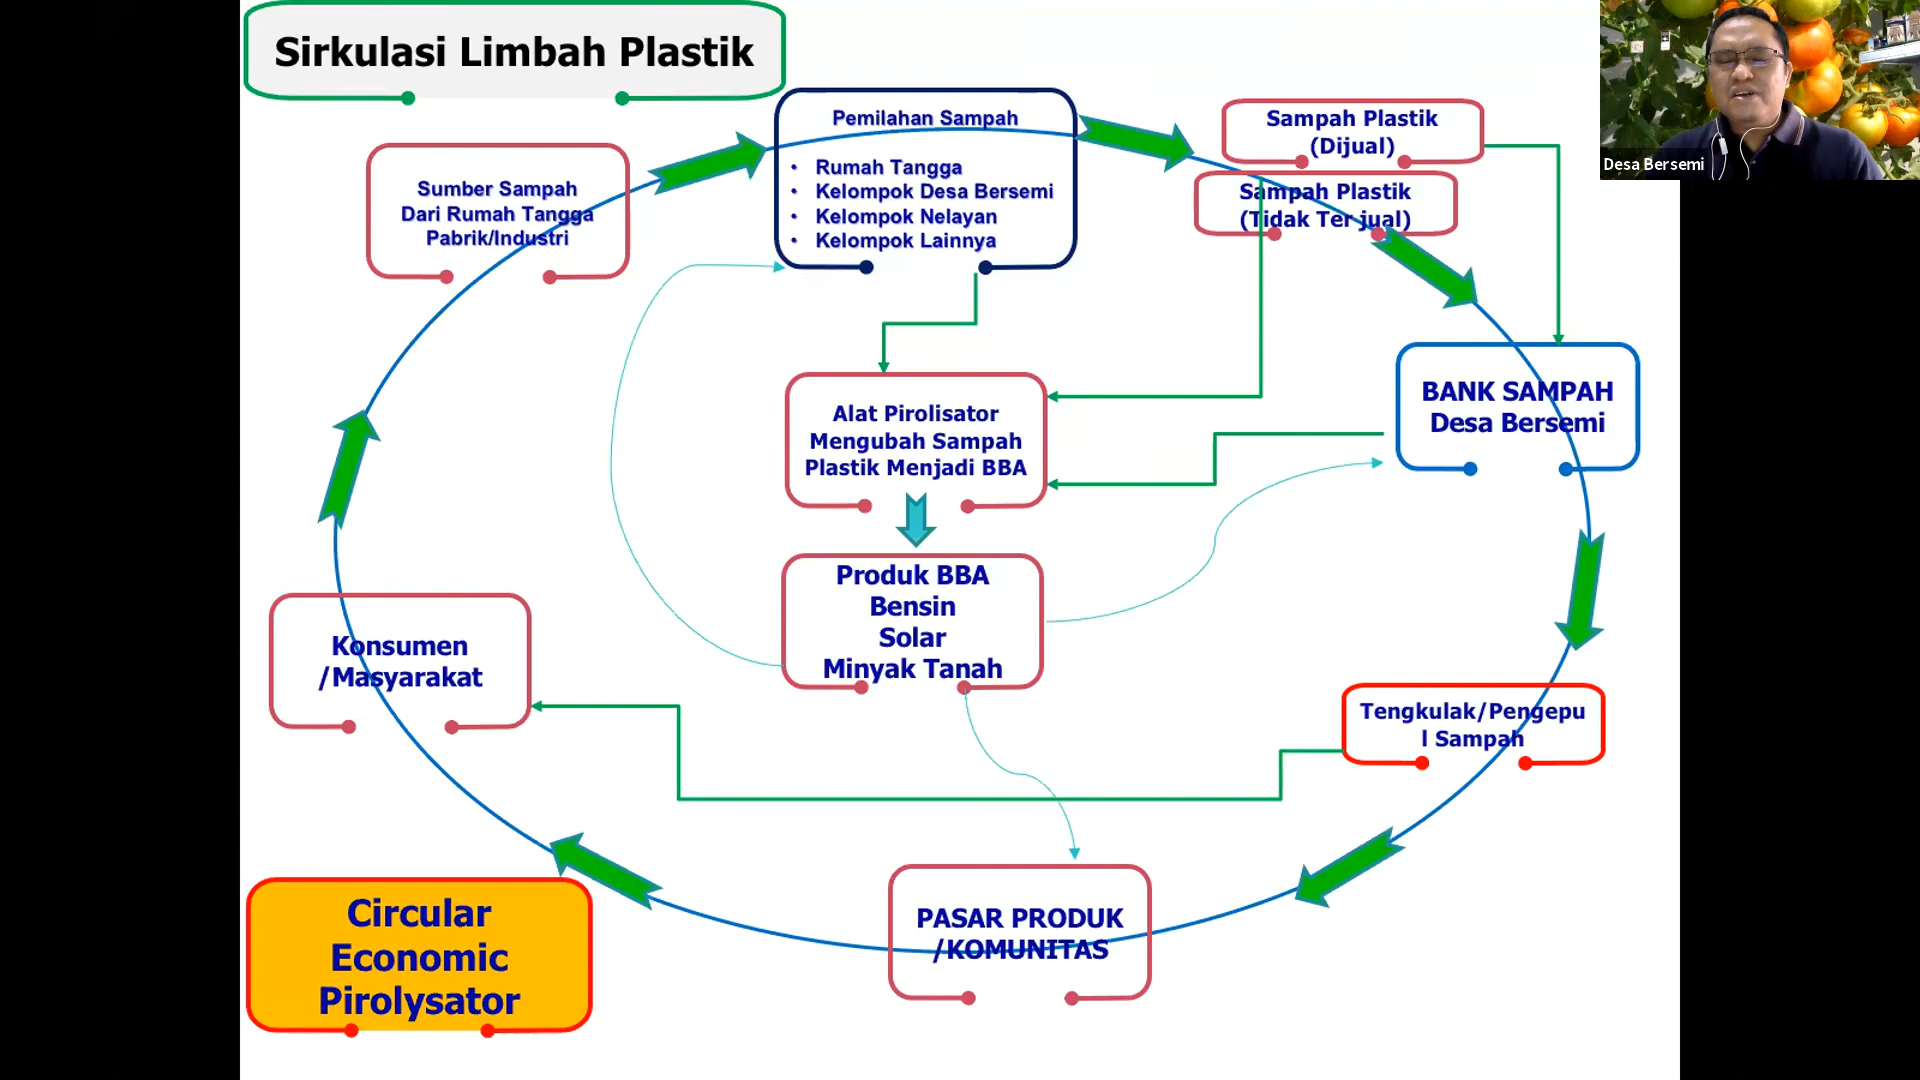 Sirkulasi Limbah Plastik
Pemilahan Sampah
• Rumah Tangga
• Kelompok Desa Bersemi
• Kelompok Nelayan
• Kelompok Lainnya
Sampah Plastik
(Dijual)
Sampah Plastik
(Tidak Ter jual)
Desa Bersemi
Sumber Sampah
Dari Rumah Tangga
Pabrik/Industri
BANK SAMPAH
Desa Bersemi
Alat Pirolisator
Mengubah Sampah
Plastik Menjadi BBA
Produk BBA
Bensin
Solar
Minyak Tanah
Konsumen
/Masyarakat
Tengkulak/Pengepu
l Sampah
PASAR PRODUK
/KOMUNITAS
Circular
Economic
Pirolysator